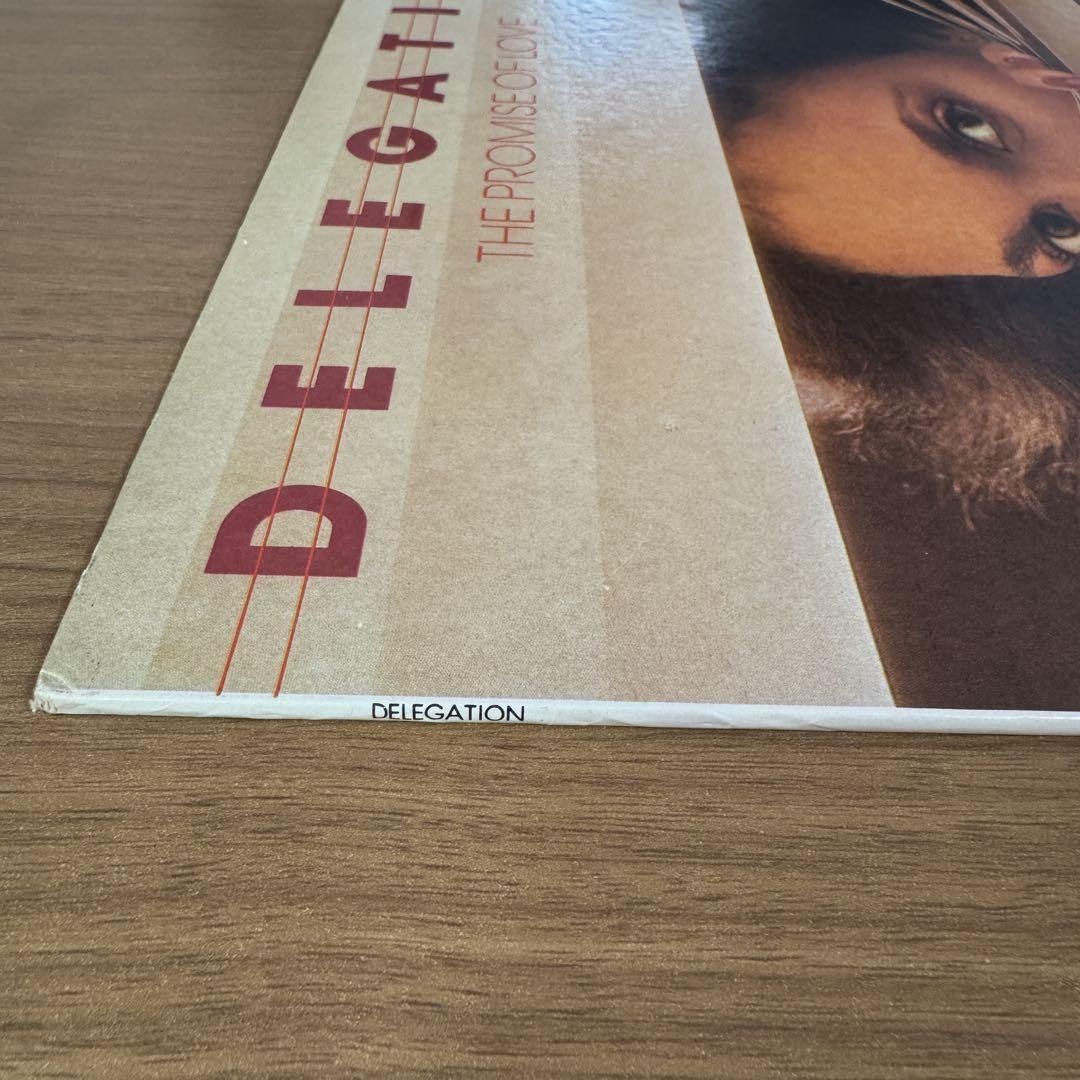 DELEGATI
THE PROMISE OF LOVE
DELEGATION